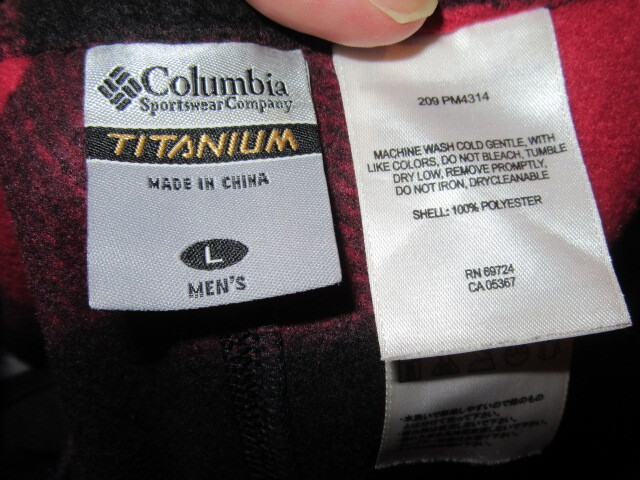 Columbia
Sportswear Company
TITANIUM
MADE IN CHINA
L
MEN'S
209 PM4314
MACHINE WASH COLD GENTLE, WITH
LIKE COLORS, DO NOT BLEACH, TUMBLE
DRY LOW, REMOVE PROMPTLY,
DO NOT IRON, DRYCLEANABLE
SHELL: 100% POLYESTER
RN 69724
CA 05367